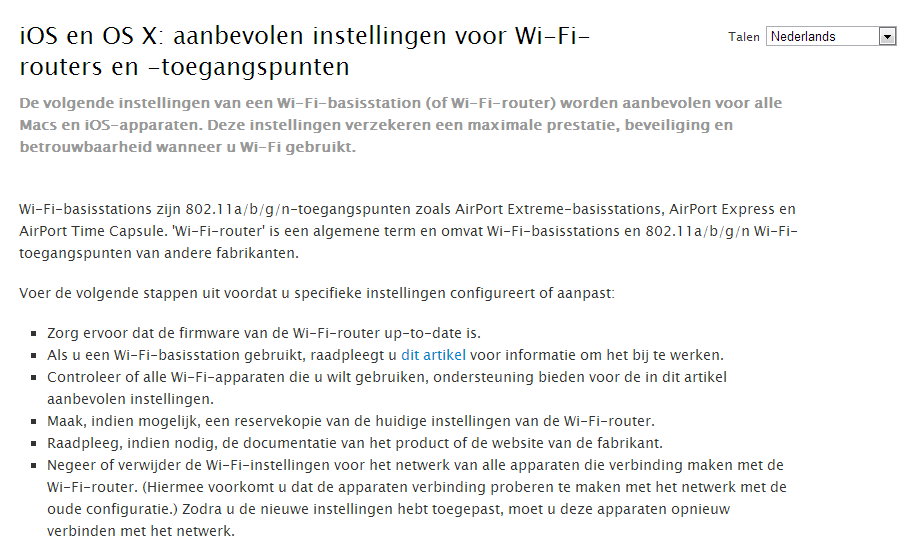 iOS en OS X: aanbevolen instellingen voor Wi-Fi-
routers en -toegangspunten
Talen Nederlands
De volgende instellingen van een Wi-Fi-basisstation (of Wi-Fi-router) worden aanbevolen voor alle
Macs en iOS-apparaten. Deze instellingen verzekeren een maximale prestatie, beveiliging en
betrouwbaarheid wanneer u Wi-Fi gebruikt.
Wi-Fi-basisstations zijn 802.11a/b/g/n-toegangspunten zoals AirPort Extreme-basisstations, AirPort Express en
AirPort Time Capsule. 'Wi-Fi-router' is een algemene term en omvat Wi-Fi-basisstations en 802.11a/b/g/n Wi-Fi-
toegangspunten van andere fabrikanten.
Voer de volgende stappen uit voordat u specifieke instellingen configureert of aanpast:
▪ Zorg ervoor dat de firmware van de Wi-Fi-router up-to-date is.
▪ Als u een Wi-Fi-basisstation gebruikt, raadpleegt u dit artikel voor informatie om het bij te werken.
▪ Controleer of alle Wi-Fi-apparaten die u wilt gebruiken, ondersteuning bieden voor de in dit artikel
aanbevolen instellingen.
▪ Maak, indien mogelijk, een reservekopie van de huidige instellingen van de Wi-Fi-router.
▪ Raadpleeg, indien nodig, de documentatie van het product of de website van de fabrikant.
▪ Negeer of verwijder de Wi-Fi-instellingen voor het netwerk van alle apparaten die verbinding maken met de
Wi-Fi-router. (Hiermee voorkomt u dat de apparaten verbinding proberen te maken met het netwerk met de
oude configuratie.) Zodra u de nieuwe instellingen hebt toegepast, moet u deze apparaten opnieuw
verbinden met het netwerk.